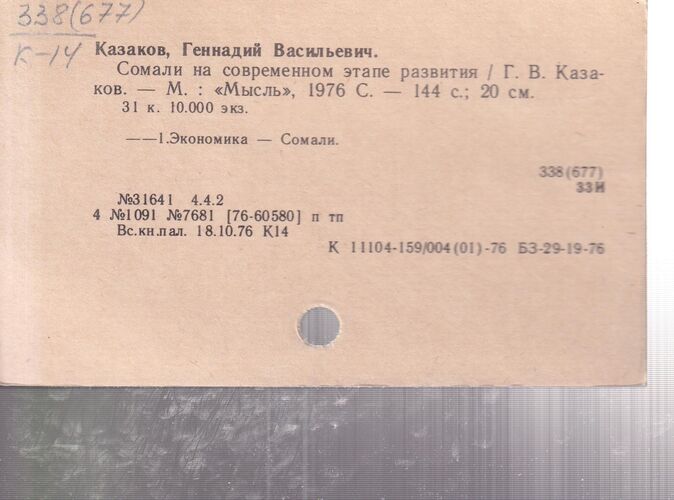 338(677)
К-14
Казаков, Геннадий Васильевич.
Сомали на современном этапе развития / Г. В. Каза-
ков. — М. : «Мысль», 1976 С. — 144 с.; 20 см.
31 к. 10.000 экз.
——1.Экономика — Сомали.
338(677)
33И
№31641 4.4.2
4 №1091 №7681 [76-60580] п тп
Вс.кн.пал. 18.10.76 К14
К 11104-159/004(01)-76 БЗ-29-19-76